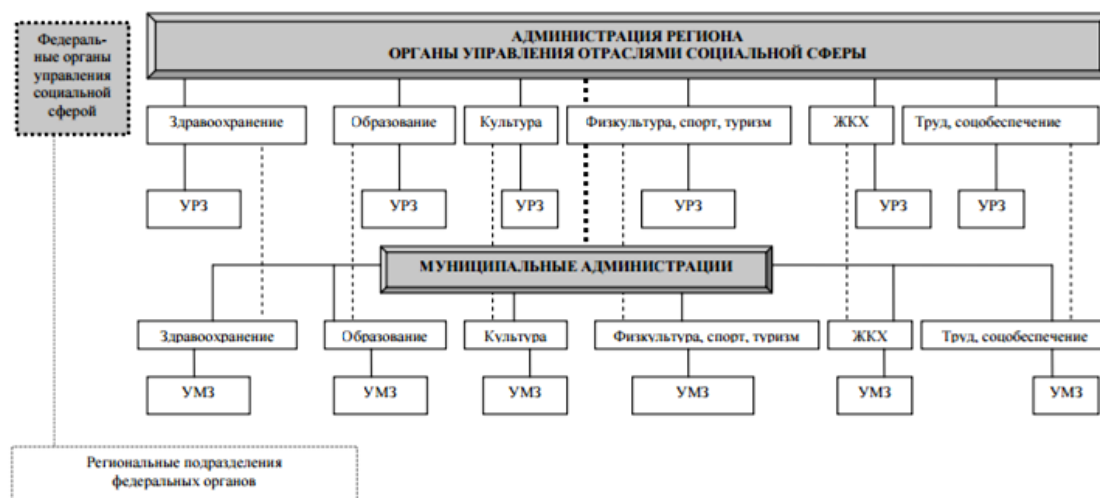 Федераль-
ные органы
управления
социальной
сферой
АДМИНИСТРАЦИЯ РЕГИОНА
ОРГАНЫ УПРАВЛЕНИЯ ОТРАСЛЯМИ СОЦИАЛЬНОЙ СФЕРЫ
Здравоохранение
Образование
Культура
Физкультура, спорт, туризм
ЖКХ
Труд, соцобеспечение
УРЗ
УРЗ
УРЗ
УРЗ
УРЗ
УРЗ
МУНИЦИПАЛЬНЫЕ АДМИНИСТРАЦИИ
Здравоохранение
Образование
Культура
Физкультура, спорт, туризм
ЖКХ
Труд, соцобеспечение
УМЗ
УМЗ
УМЗ
УМЗ
УМЗ
УМЗ
Региональные подразделения
федеральных органов